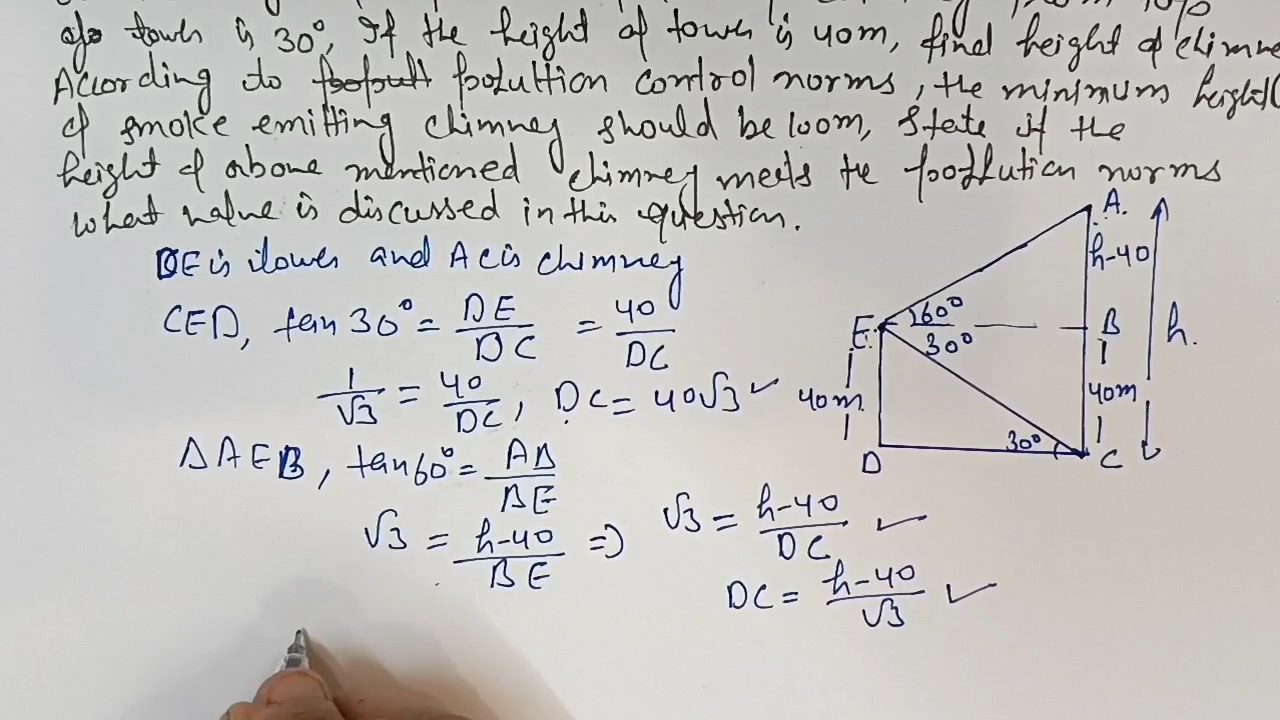 of tower is 30°, If the height of tower is 40m, find height of chimne
According to pollution control norms, the minimum height
of smoke emitting chimney should be 100m, State if the
height of above mentioned chimney meets the pollution norms
what value is discussed in this question.
DE is tower and AC is chimney
CED, tan 30° = DE/DC = 40/DC
1/√3 = 40/DC, DC = 40√3 ✓
ΔAEB, tan 60° = AB/BE
√3 = h-40/BE => √3 = h-40/DC ✓
DC = h-40/√3 ✓
A.
h-40
E
60°
B
30°
h.
40m
40m
30°
D
C